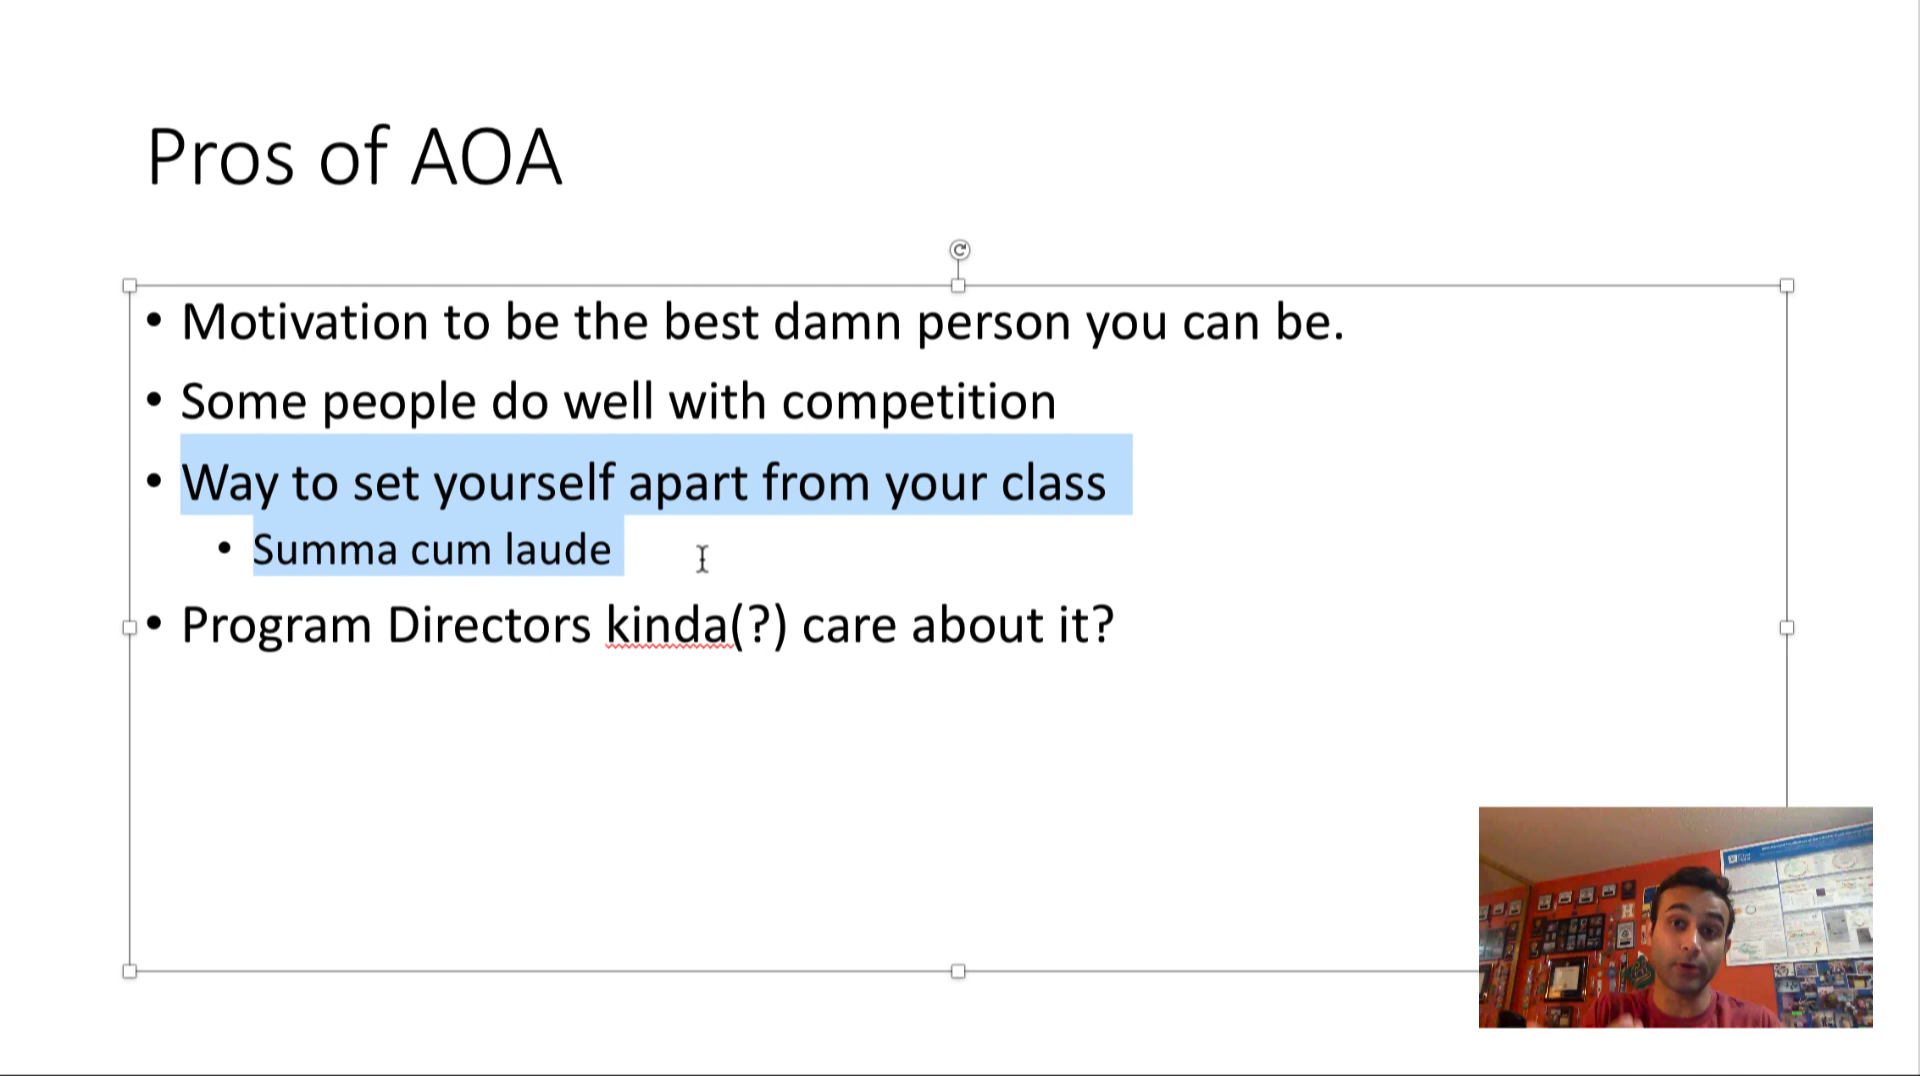 Pros of AOA
• Motivation to be the best damn person you can be.
• Some people do well with competition
• Way to set yourself apart from your class
• Summa cum laude
• Program Directors kinda(?) care about it?